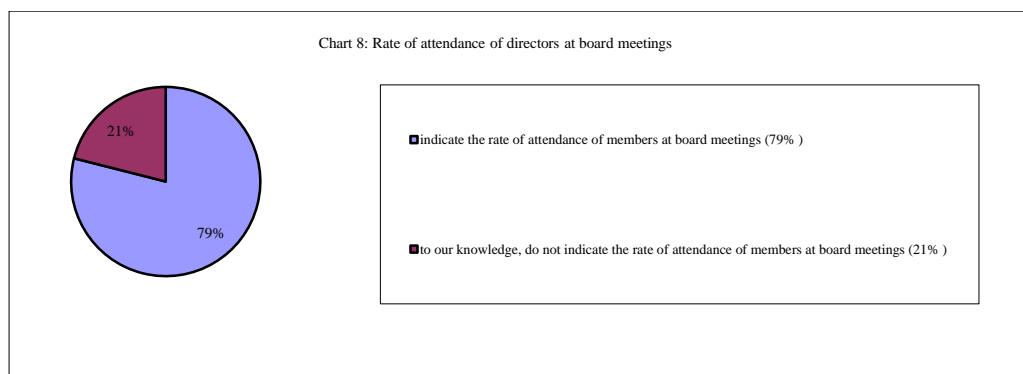 Chart 8: Rate of attendance of directors at board meetings
21%
79%
indicate the rate of attendance of members at board meetings (79% )
to our knowledge, do not indicate the rate of attendance of members at board meetings (21% )